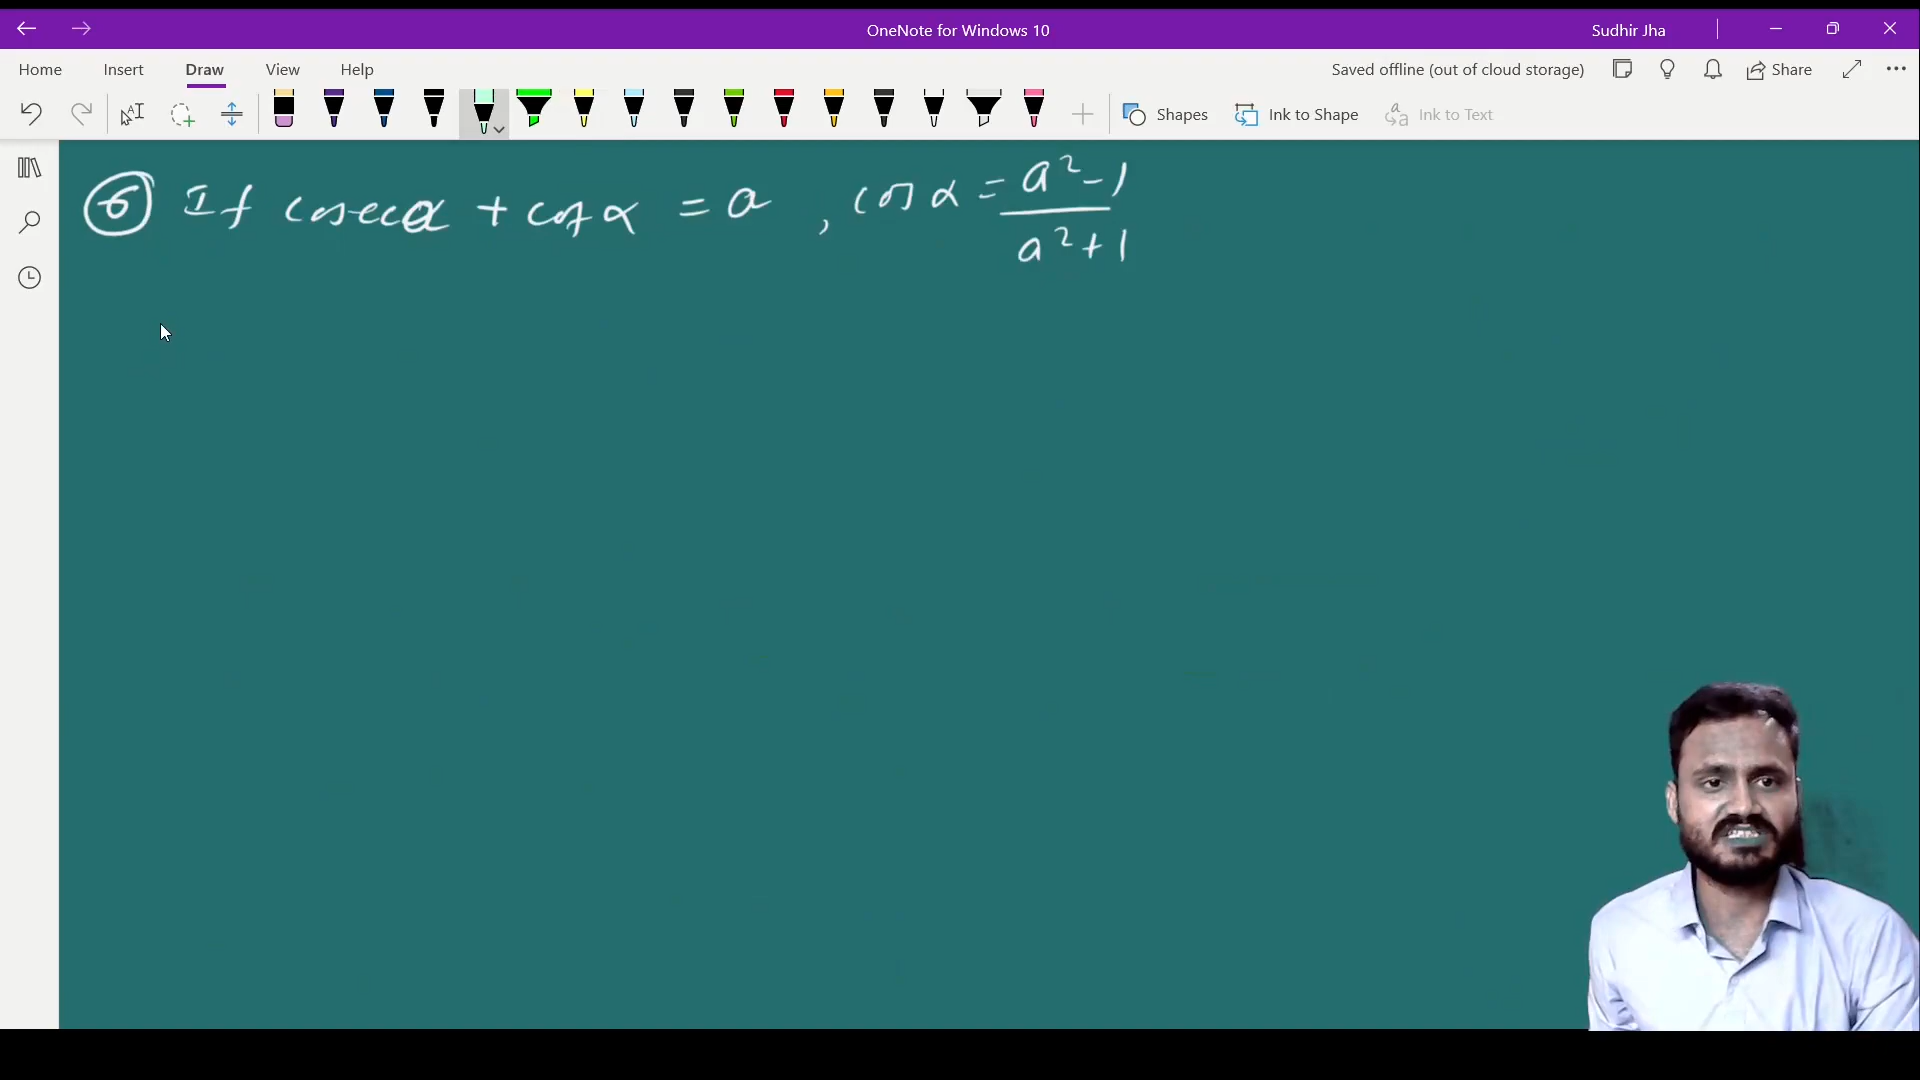 OneNote for Windows 10
Sudhir Jha
Home Insert Draw View Help
Saved offline (out of cloud storage)
Share
Shapes
Ink to Shape
Ink to Text
⑥ If cosecα + cotα = a , cosα = a²-1
a²+1